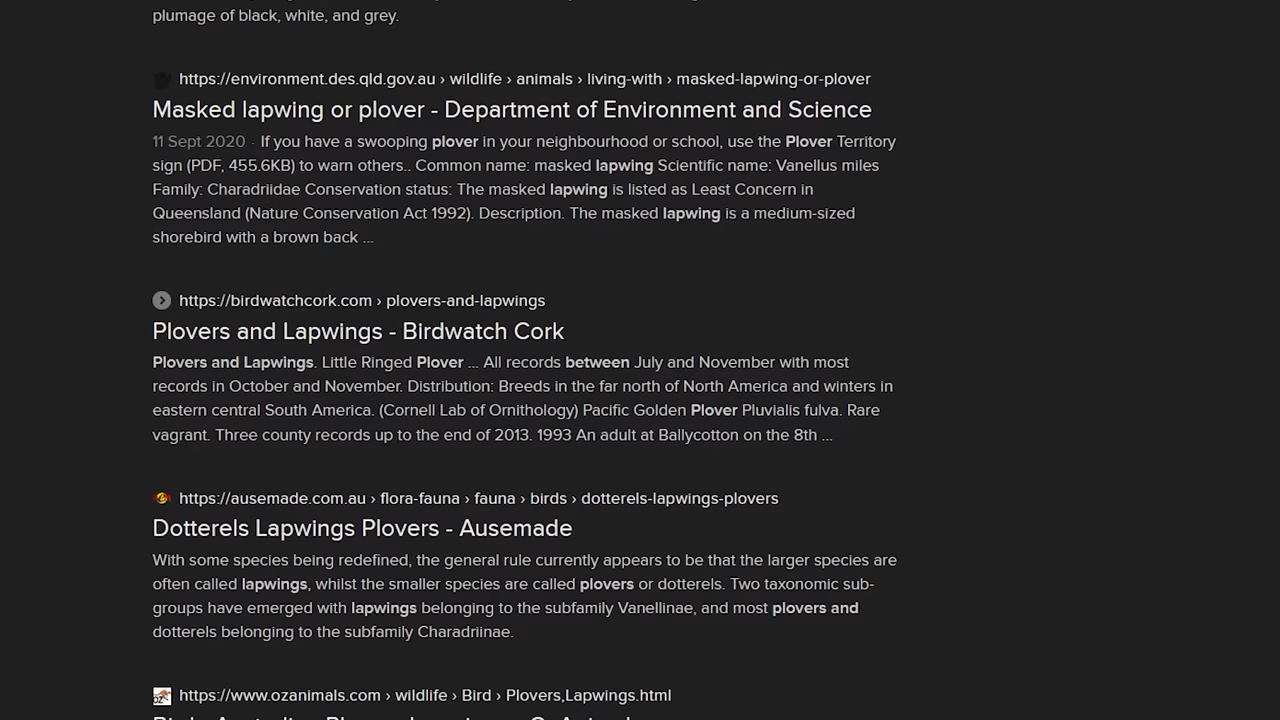 plumage of black, white, and grey.
https://environment.des.qld.gov.au › wildlife › animals › living-with › masked-lapwing-or-plover
Masked lapwing or plover - Department of Environment and Science
11 Sept 2020 · If you have a swooping plover in your neighbourhood or school, use the Plover Territory
sign (PDF, 455.6KB) to warn others.. Common name: masked lapwing Scientific name: Vanellus miles
Family: Charadriidae Conservation status: The masked lapwing is listed as Least Concern in
Queensland (Nature Conservation Act 1992). Description. The masked lapwing is a medium-sized
shorebird with a brown back ...
https://birdwatchcork.com › plovers-and-lapwings
Plovers and Lapwings - Birdwatch Cork
Plovers and Lapwings. Little Ringed Plover ... All records between July and November with most
records in October and November. Distribution: Breeds in the far north of North America and winters in
eastern central South America. (Cornell Lab of Ornithology) Pacific Golden Plover Pluvialis fulva. Rare
vagrant. Three county records up to the end of 2013. 1993 An adult at Ballycotton on the 8th ...
https://ausemade.com.au › flora-fauna › fauna › birds › dotterels-lapwings-plovers
Dotterels Lapwings Plovers - Ausemade
With some species being redefined, the general rule currently appears to be that the larger species are
often called lapwings, whilst the smaller species are called plovers or dotterels. Two taxonomic sub-
groups have emerged with lapwings belonging to the subfamily Vanellinae, and most plovers and
dotterels belonging to the subfamily Charadriinae.
https://www.ozanimals.com › wildlife › Bird › Plovers,Lapwings.html